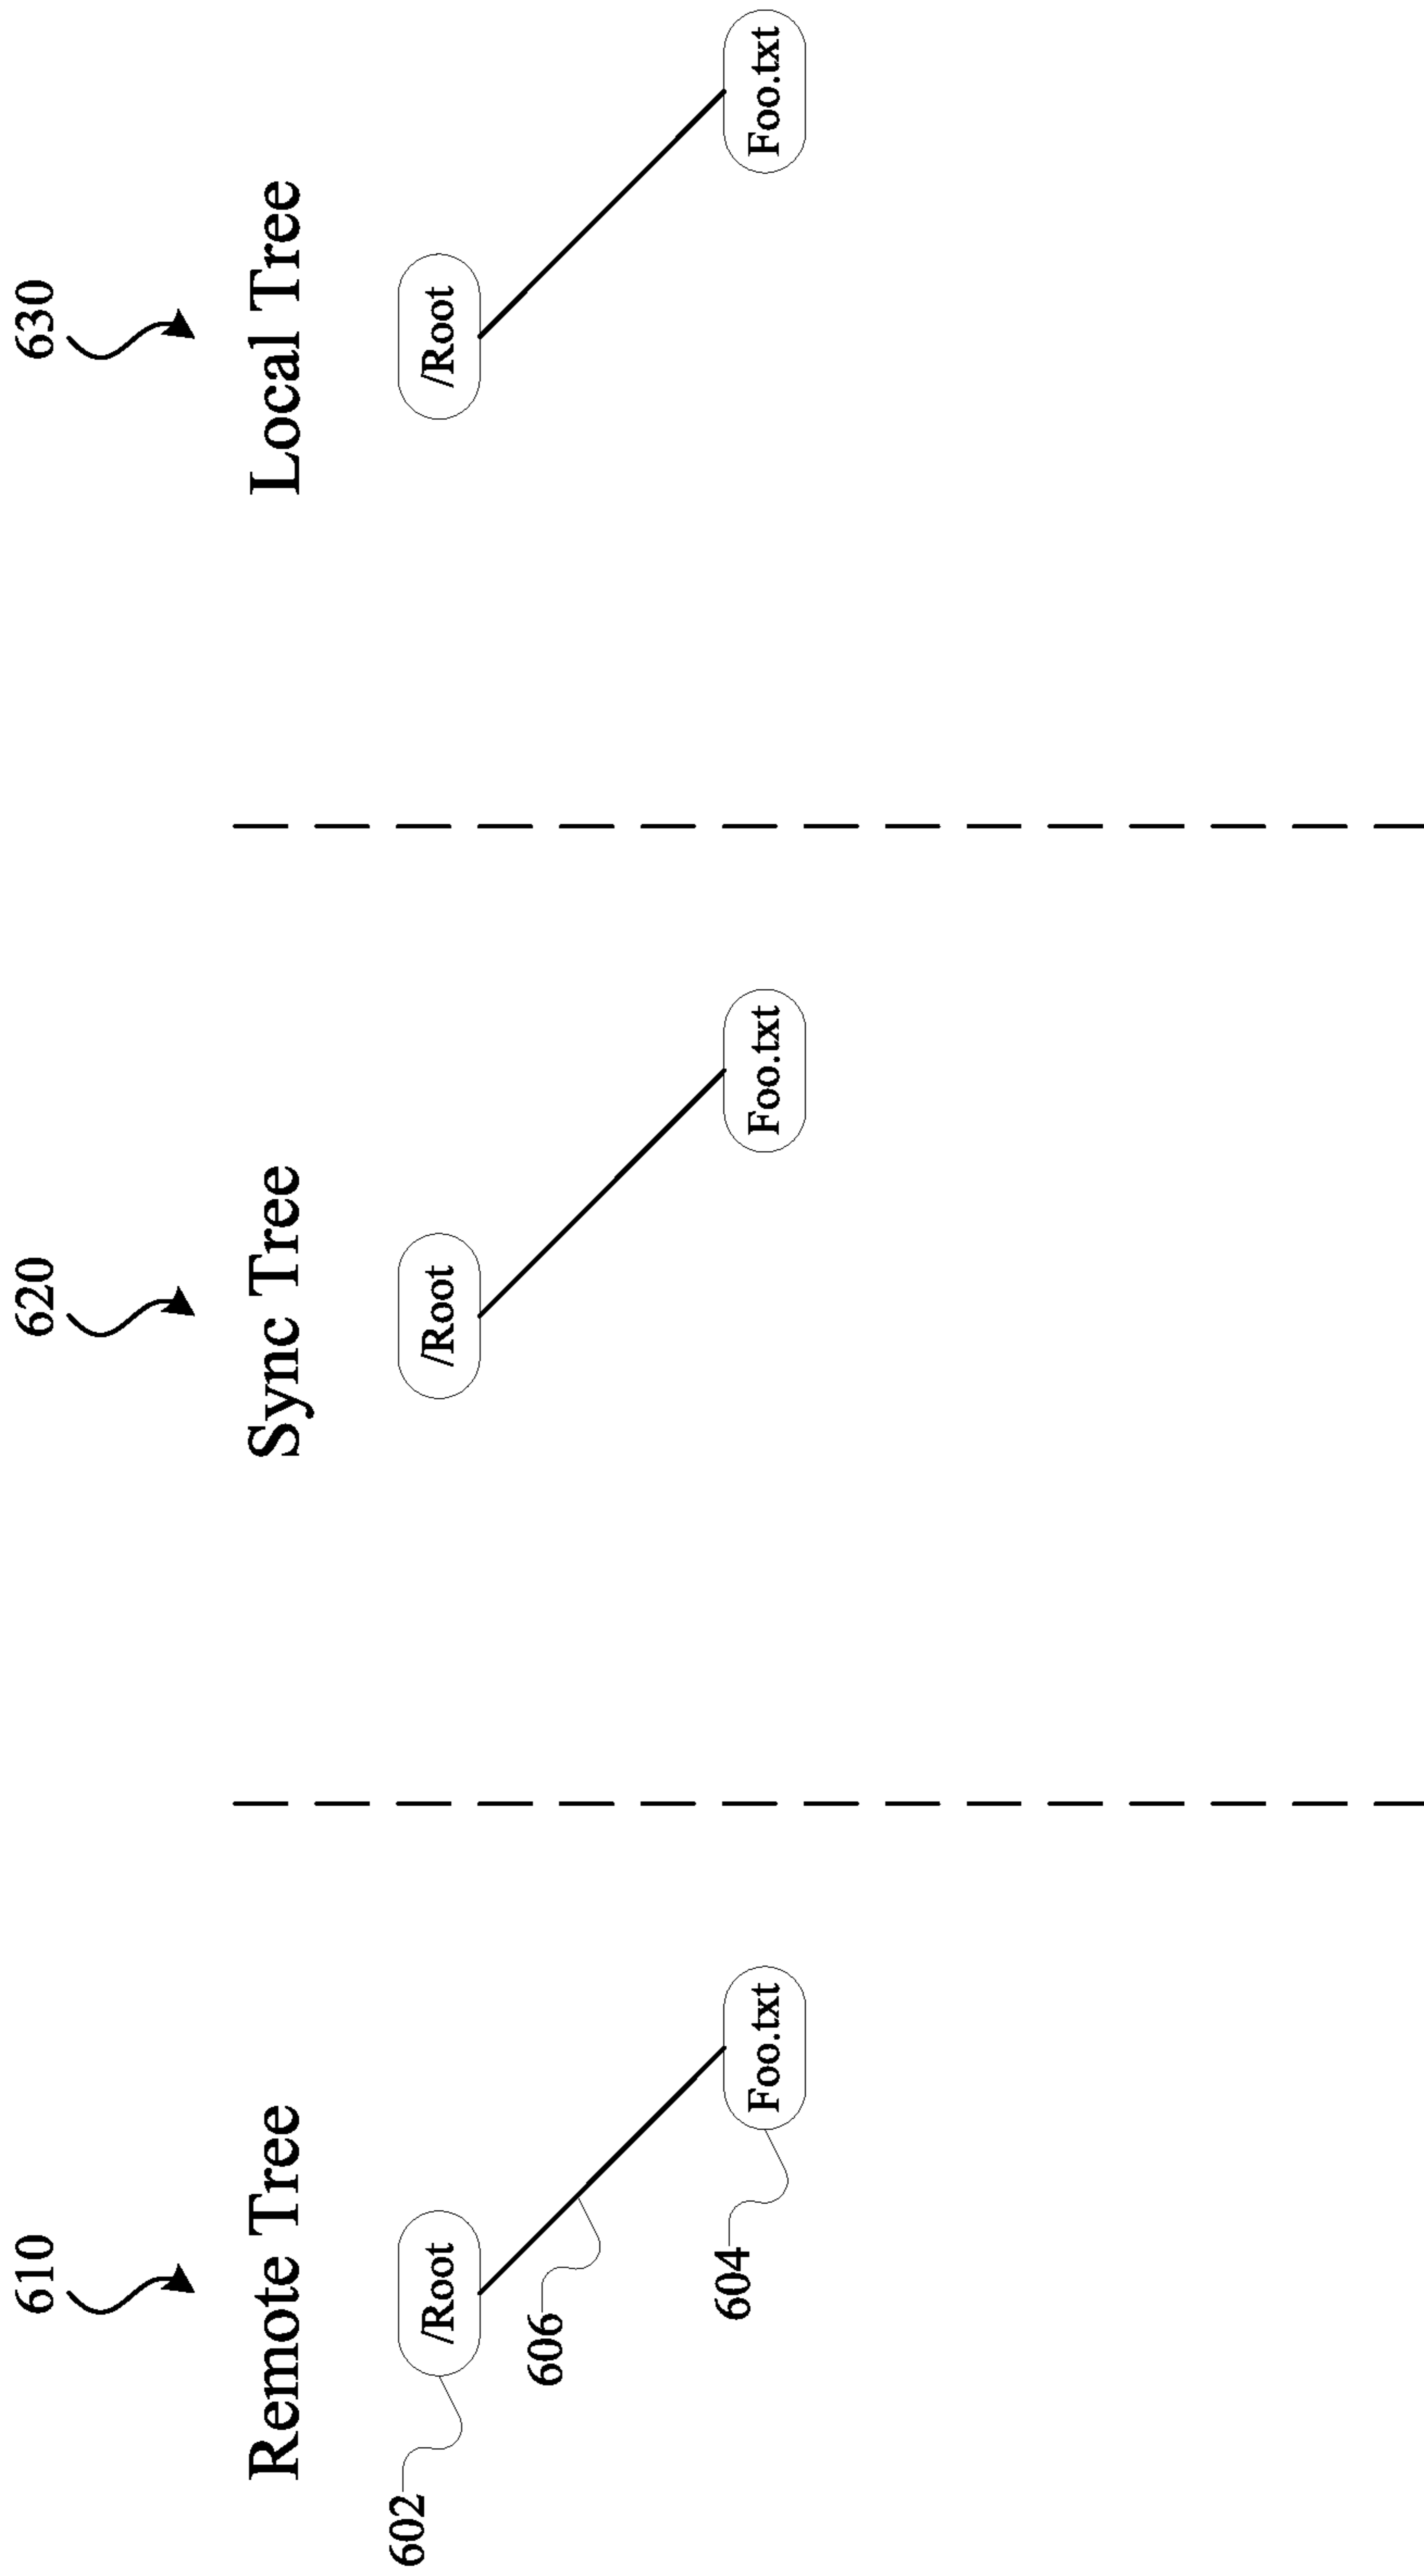 610
620
630
Remote Tree
Sync Tree
Local Tree
602
/Root
/Root
/Root
606
604
Foo.txt
Foo.txt
Foo.txt